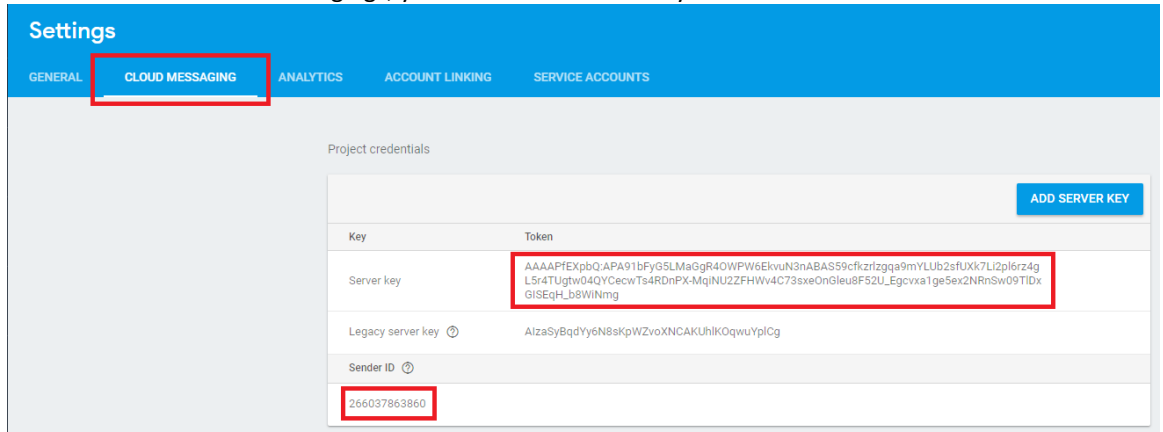 Settings
GENERAL CLOUD MESSAGING ANALYTICS ACCOUNT LINKING SERVICE ACCOUNTS
Project credentials
ADD SERVER KEY
Key Token
Server key
AAAAPfEXpbQ:APA91bFyG5LMaGgR4OWPW6EkvuN3nABAS59cfkzrlzgqa9mYLUb2sfUXk7Li2pl6rz4g
L5r4TUgtw04QYCecwTs4RDnPX-MqiNU2ZFHWv4C73sxeOnGleu8F52U_Egcvxa1ge5ex2NRnSw09TlDx
GISEqH_b8WiNmg
Legacy server key AIzaSyBqdYy6N8sKpWZvoXNCAKUhlKOqwuYplCg
Sender ID
266037863860